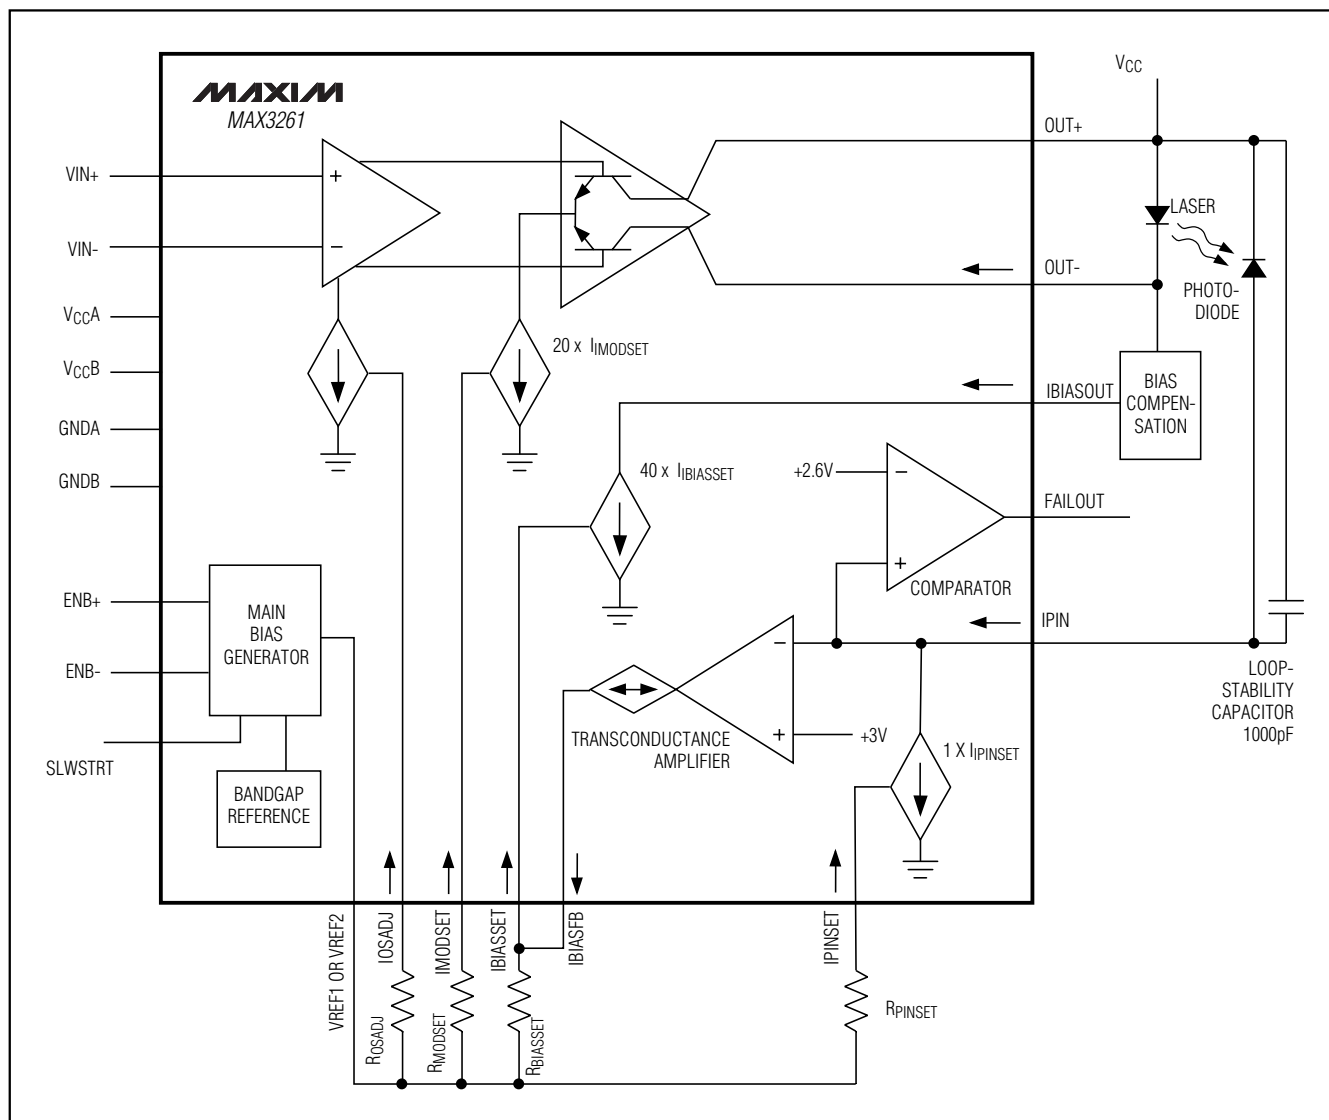 MAXIM
MAX3261
VCC
OUT+
VIN+
VIN-
LASER
OUT-
PHOTO-
DIODE
VCCA
VCCB
GNDA
GNDB
20 x IIMODSET
IBIASOUT
BIAS
COMPEN-
SATION
40 x IIBIASSET
+2.6V
−
+
FAILOUT
COMPARATOR
ENB+
ENB-
MAIN
BIAS
GENERATOR
IPIN
LOOP-
STABILITY
CAPACITOR
1000pF
+
−
−
+
+3V
TRANSCONDUCTANCE
AMPLIFIER
1 X IIPINSET
SLWSTRT
BANDGAP
REFERENCE
VREF1 OR VREF2
IOSADJ
IMODSET
IBIASSET
IBIASFB
IPINSET
ROSADJ
RMODSET
RBIASSET
RPINSET